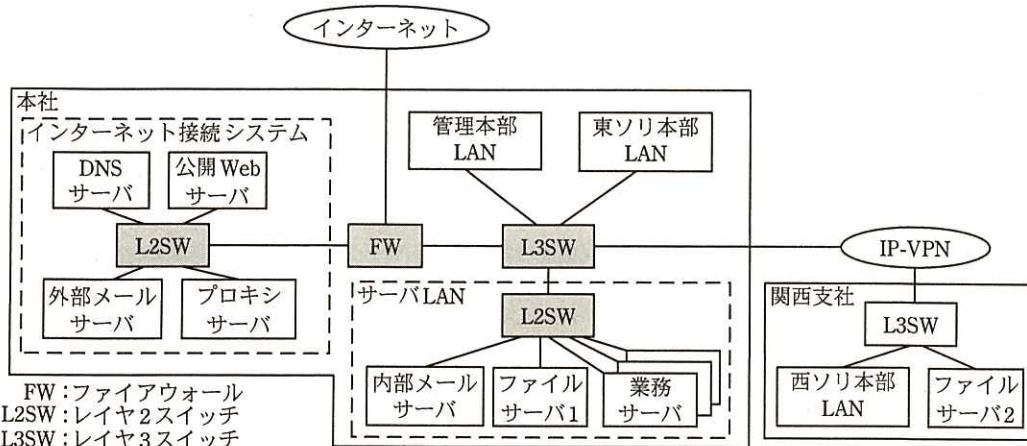 インターネット
本社
インターネット接続システム
DNS
サーバ
公開Web
サーバ
L2SW
外部メール
サーバ
プロキシ
サーバ
FW
管理本部
LAN
東ソリ本部
LAN
L3SW
サーバLAN
L2SW
内部メール
サーバ
ファイル
サーバ1
業務
サーバ
IP-VPN
関西支社
L3SW
西ソリ本部
LAN
ファイル
サーバ2
FW：ファイアウォール
L2SW：レイヤ2スイッチ
L3SW：レイヤ3スイッチ